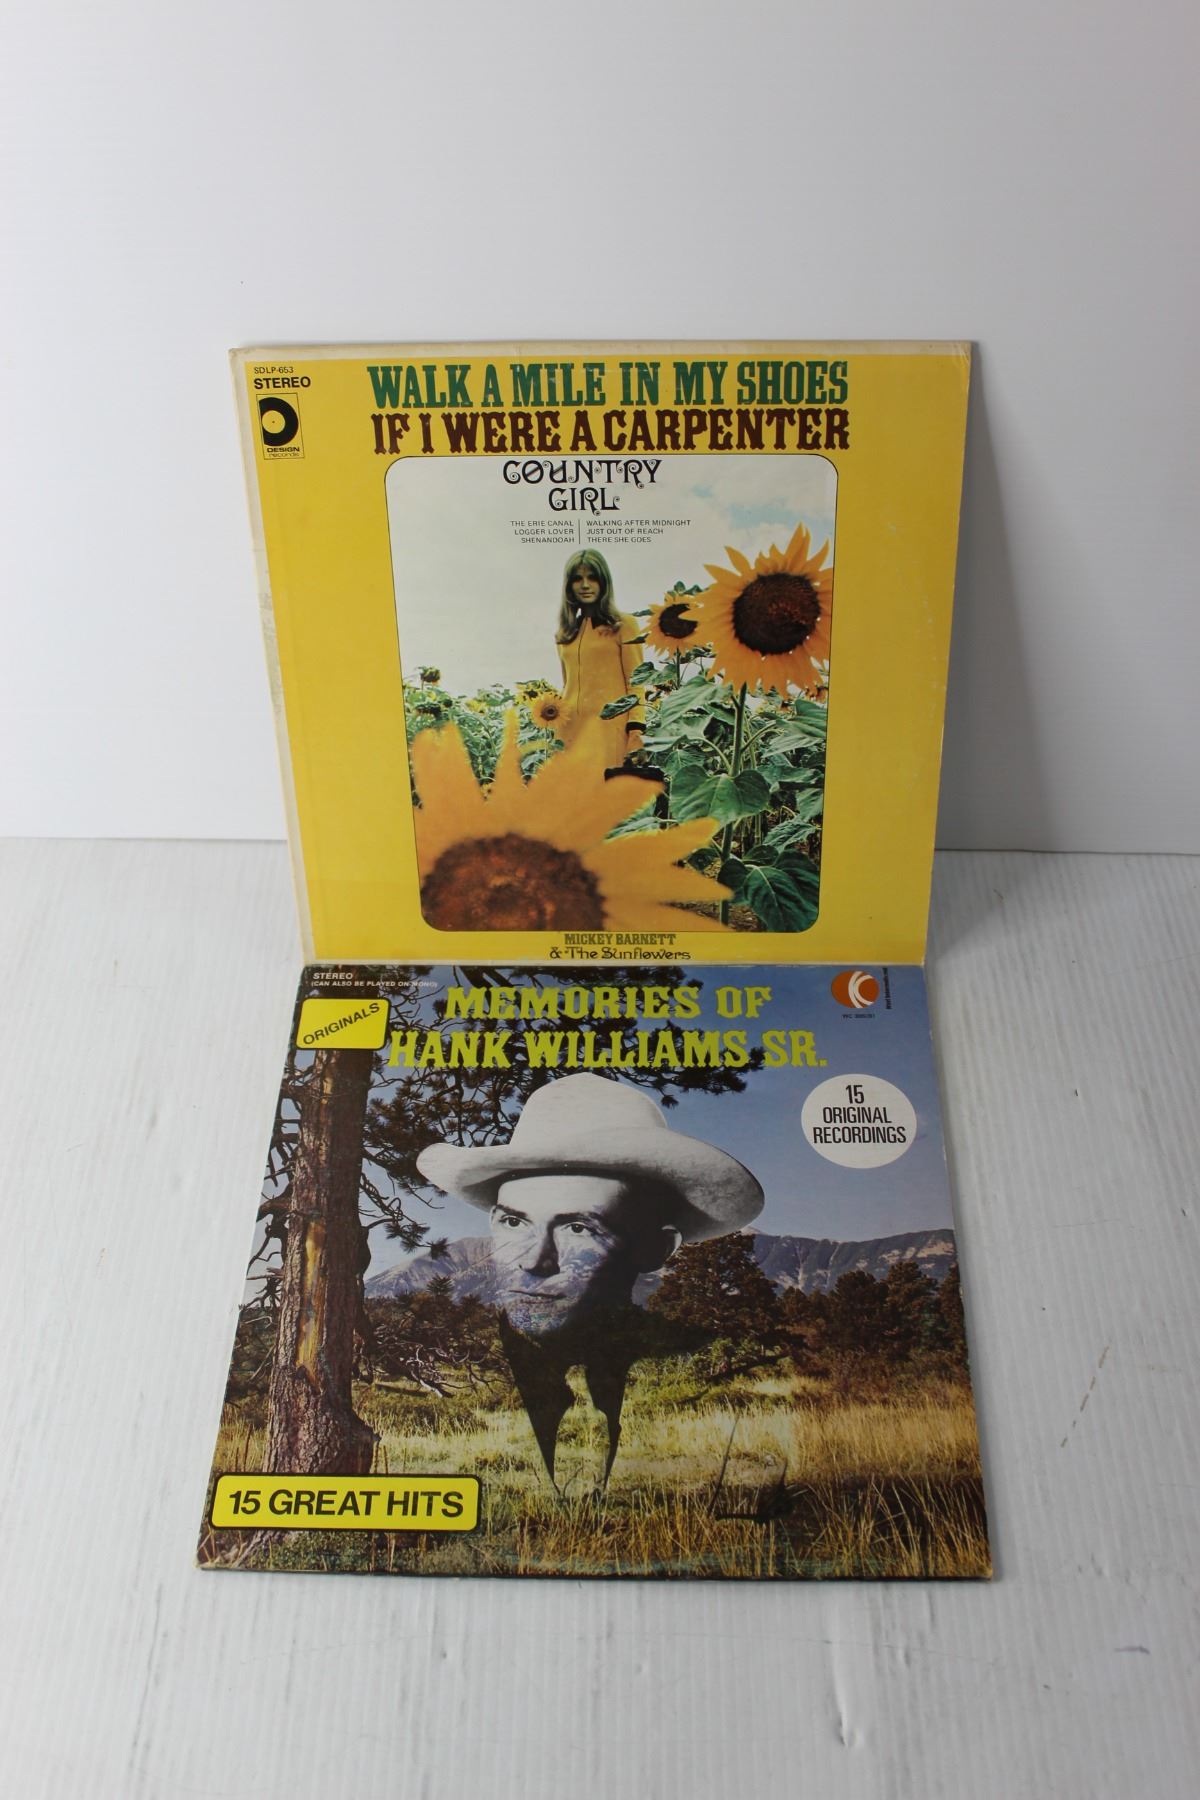 SDLP-653
STEREO
DESIGN
records
WALK A MILE IN MY SHOES
IF I WERE A CARPENTER
COUNTRY
GIRL
THE ERIE CANAL
LOGGER LOVER
SHENANDOAH
WALKING AFTER MIDNIGHT
JUST OUT OF REACH
THERE SHE GOES
MICKEY BARNETT
& The Sunflowers
STEREO
(CAN ALSO BE PLAYED ON MONO)
ORIGINALS
MEMORIES OF
HANK WILLIAMS SR.
K
15
ORIGINAL
RECORDINGS
15 GREAT HITS